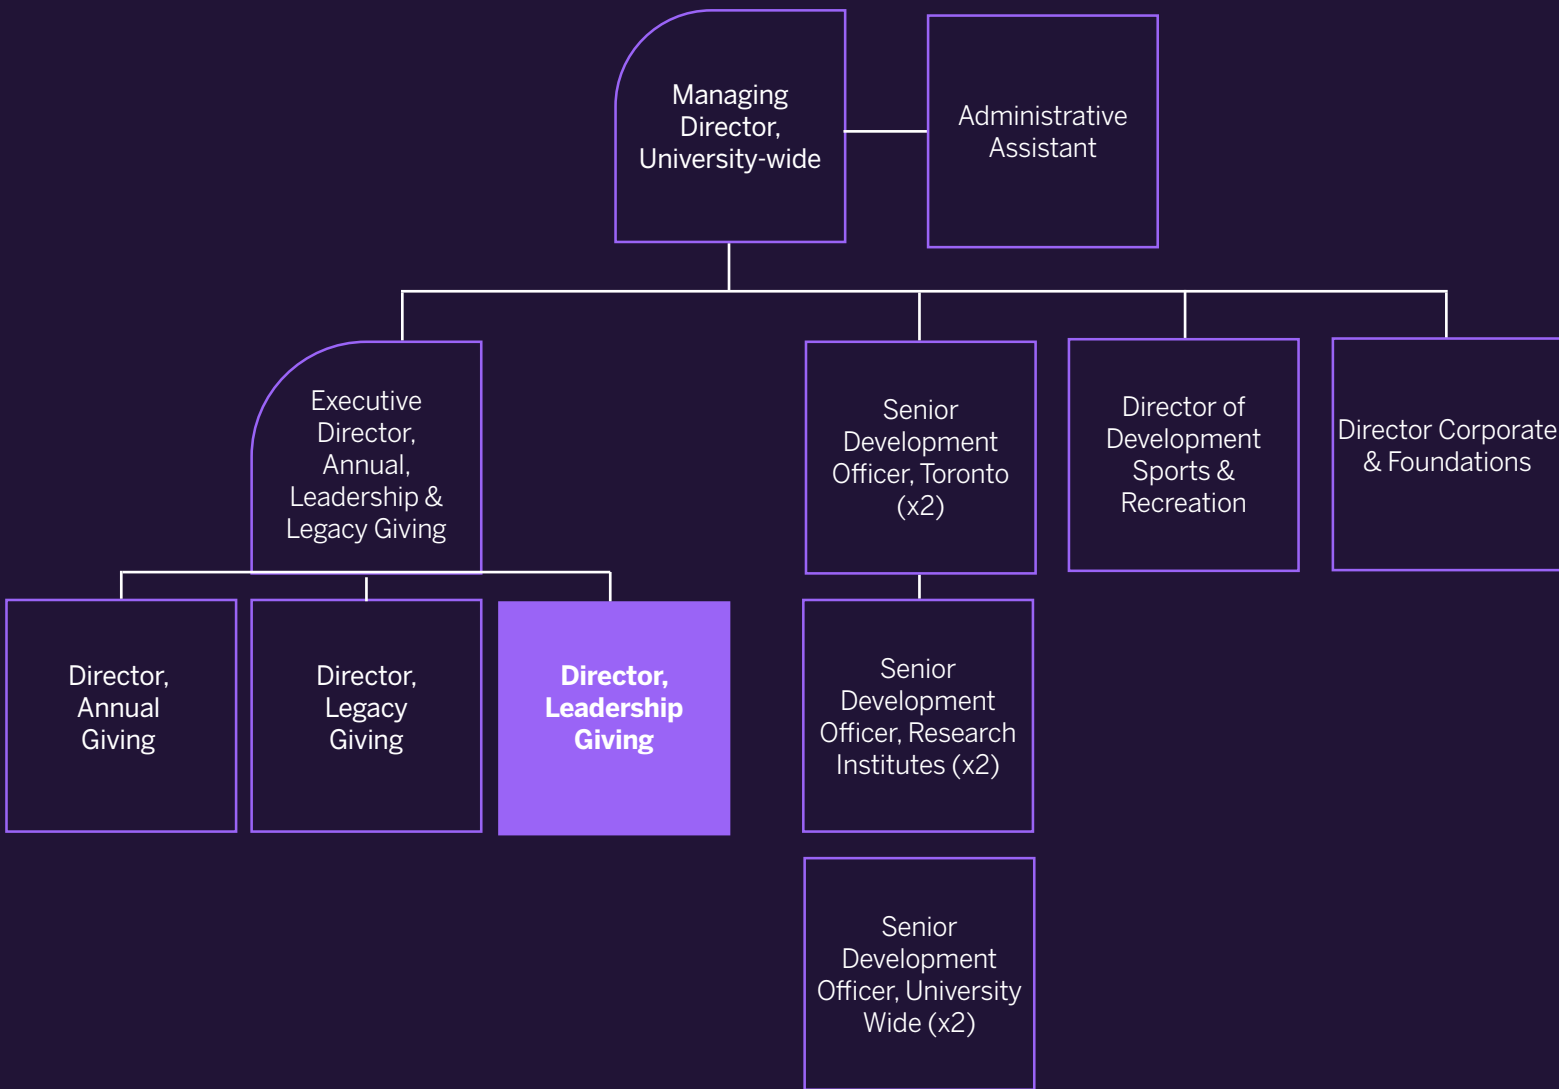 Managing
Director,
University-wide
Administrative
Assistant
Executive
Director,
Annual,
Leadership &
Legacy Giving
Senior
Development
Officer, Toronto
(x2)
Director of
Development
Sports &
Recreation
Director Corporate
& Foundations
Director,
Annual
Giving
Director,
Legacy
Giving
Director,
Leadership
Giving
Senior
Development
Officer, Research
Institutes (x2)
Senior
Development
Officer, University
Wide (x2)